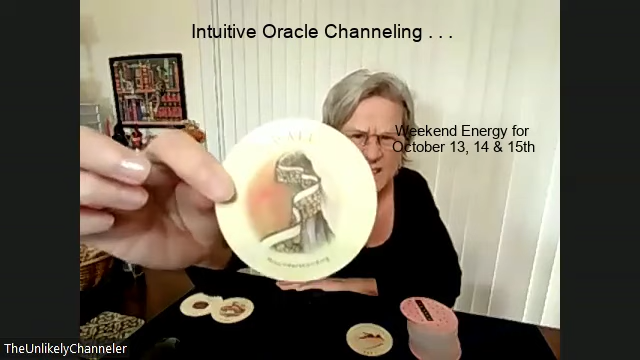 Intuitive Oracle Channeling . . .
Weekend Energy for
October 13, 14 & 15th
TheUnlikelyChanneler